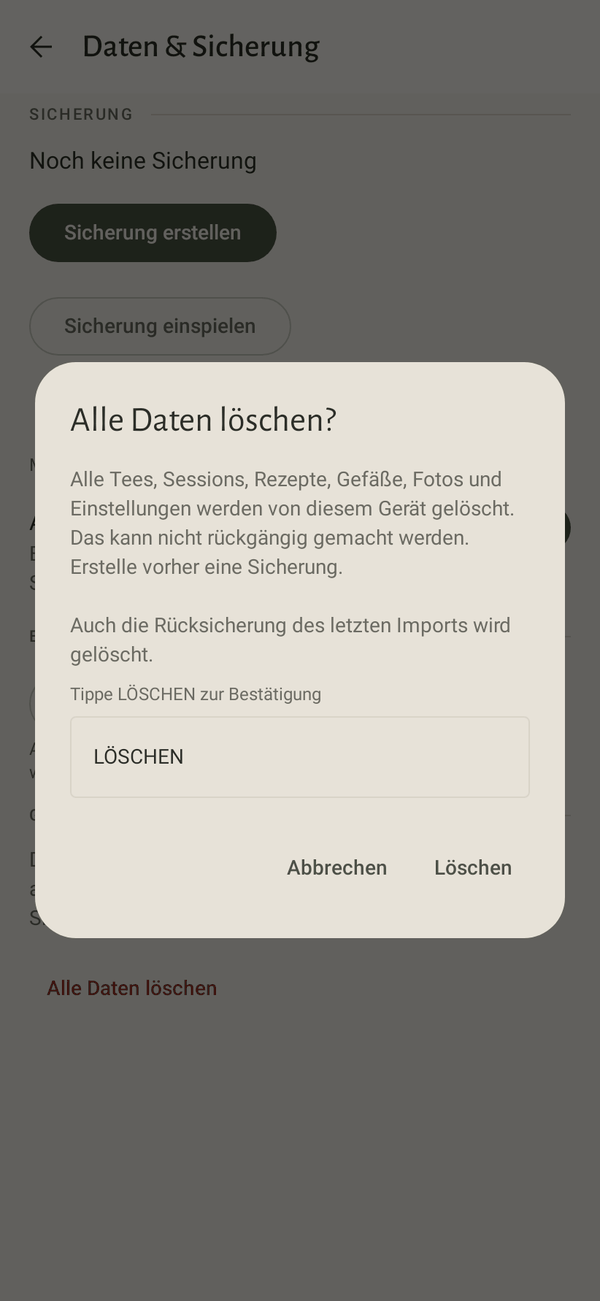 Daten & Sicherung
SICHERUNG
Noch keine Sicherung
Sicherung erstellen
Sicherung einspielen
Alle Daten löschen?
Alle Tees, Sessions, Rezepte, Gefäße, Fotos und
Einstellungen werden von diesem Gerät gelöscht.
Das kann nicht rückgängig gemacht werden.
Erstelle vorher eine Sicherung.
Auch die Rücksicherung des letzten Imports wird
gelöscht.
Tippe LÖSCHEN zur Bestätigung
LÖSCHEN
Abbrechen
Löschen
Alle Daten löschen